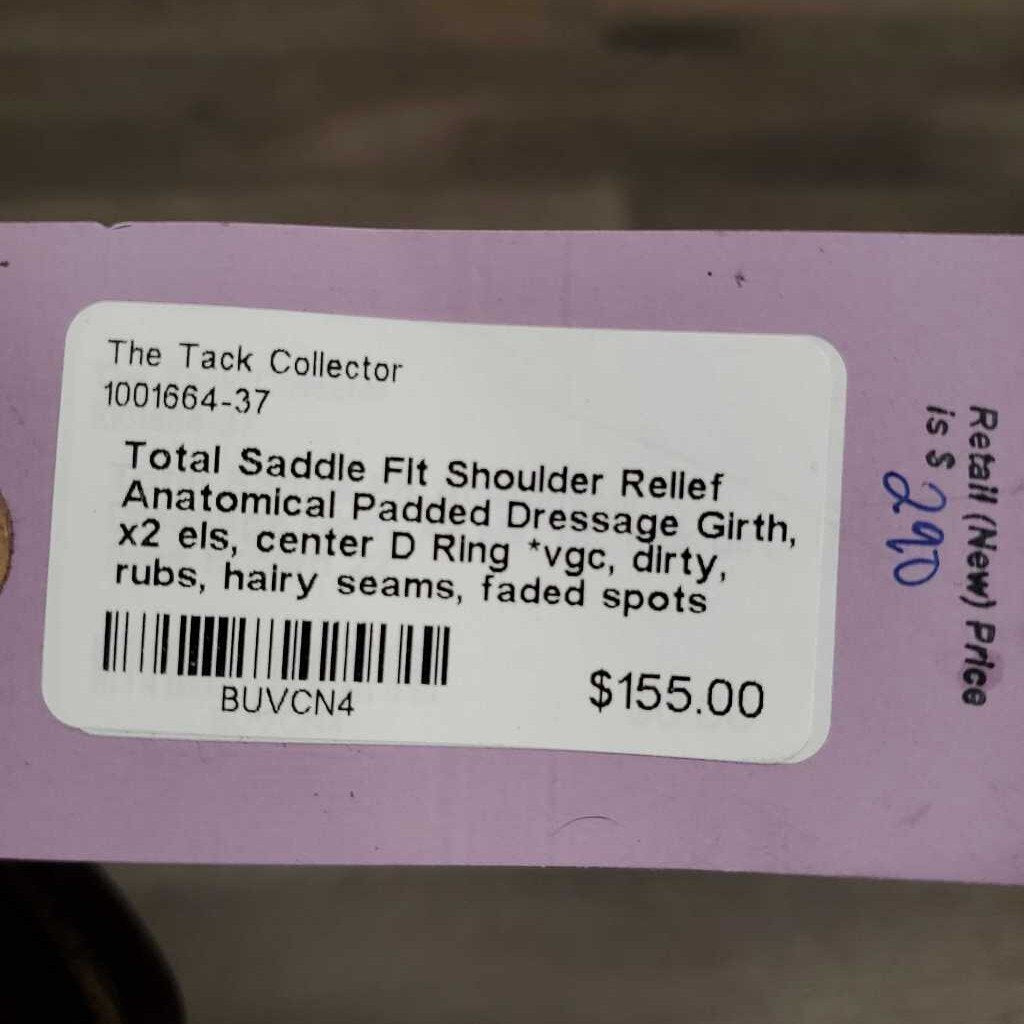 The Tack Collector
1001664-37
Total Saddle Fit Shoulder Relief
Anatomical Padded Dressage Girth,
x2 els, center D Ring *vgc, dirty,
rubs, hairy seams, faded spots
BUVCN4
$155.00
Retail (New) Price
is $ 290